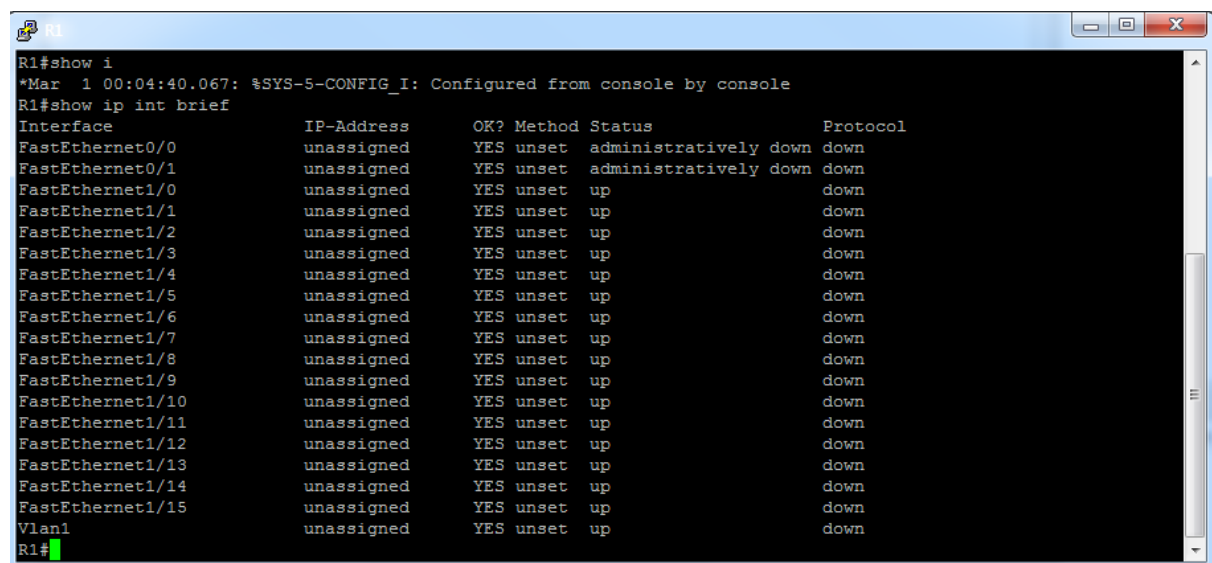 R1
R1#show i
*Mar  1 00:04:40.067: %SYS-5-CONFIG_I: Configured from console by console
R1#show ip int brief
Interface                  IP-Address      OK? Method Status                Protocol
FastEthernet0/0            unassigned      YES unset  administratively down down
FastEthernet0/1            unassigned      YES unset  administratively down down
FastEthernet1/0            unassigned      YES unset  up                    down
FastEthernet1/1            unassigned      YES unset  up                    down
FastEthernet1/2            unassigned      YES unset  up                    down
FastEthernet1/3            unassigned      YES unset  up                    down
FastEthernet1/4            unassigned      YES unset  up                    down
FastEthernet1/5            unassigned      YES unset  up                    down
FastEthernet1/6            unassigned      YES unset  up                    down
FastEthernet1/7            unassigned      YES unset  up                    down
FastEthernet1/8            unassigned      YES unset  up                    down
FastEthernet1/9            unassigned      YES unset  up                    down
FastEthernet1/10           unassigned      YES unset  up                    down
FastEthernet1/11           unassigned      YES unset  up                    down
FastEthernet1/12           unassigned      YES unset  up                    down
FastEthernet1/13           unassigned      YES unset  up                    down
FastEthernet1/14           unassigned      YES unset  up                    down
FastEthernet1/15           unassigned      YES unset  up                    down
Vlan1                      unassigned      YES unset  up                    down
R1#